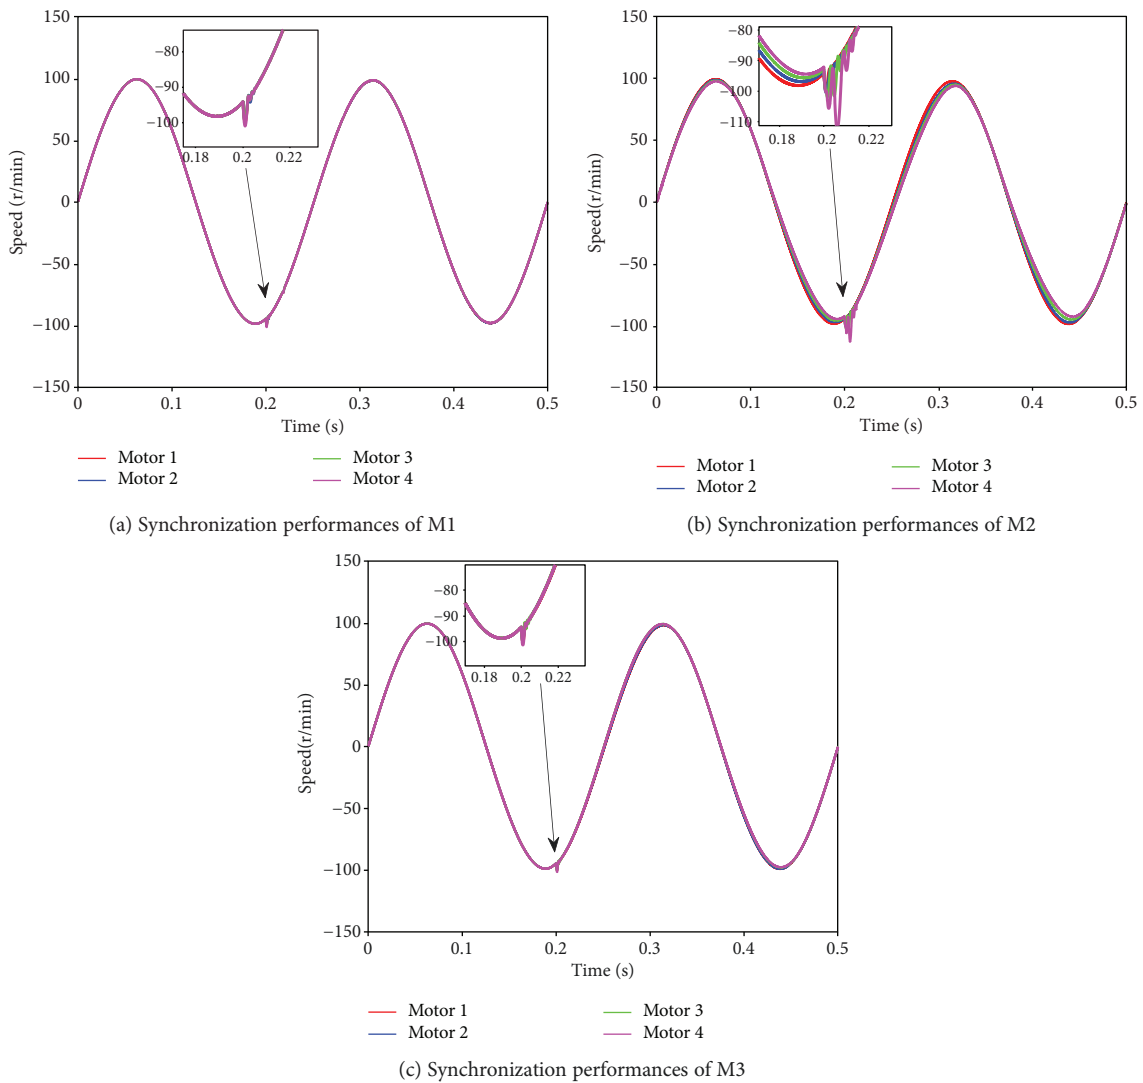 150
100
50
0
−50
−100
−150
Speed (r/min)
−80
−90
−100
0.18 0.2 0.22
0 0.1 0.2 0.3 0.4 0.5
Time (s)
Motor 1 Motor 3
Motor 2 Motor 4
(a) Synchronization performances of M1
150
100
50
0
−50
−100
−150
Speed(r/min)
−80
−90
−100
−110
0.18 0.2 0.22
0 0.1 0.2 0.3 0.4 0.5
Time (s)
Motor 1 Motor 3
Motor 2 Motor 4
(b) Synchronization performances of M2
150
100
50
0
−50
−100
−150
Speed(r/min)
−80
−90
−100
0.18 0.2 0.22
0 0.1 0.2 0.3 0.4 0.5
Time (s)
Motor 1 Motor 3
Motor 2 Motor 4
(c) Synchronization performances of M3